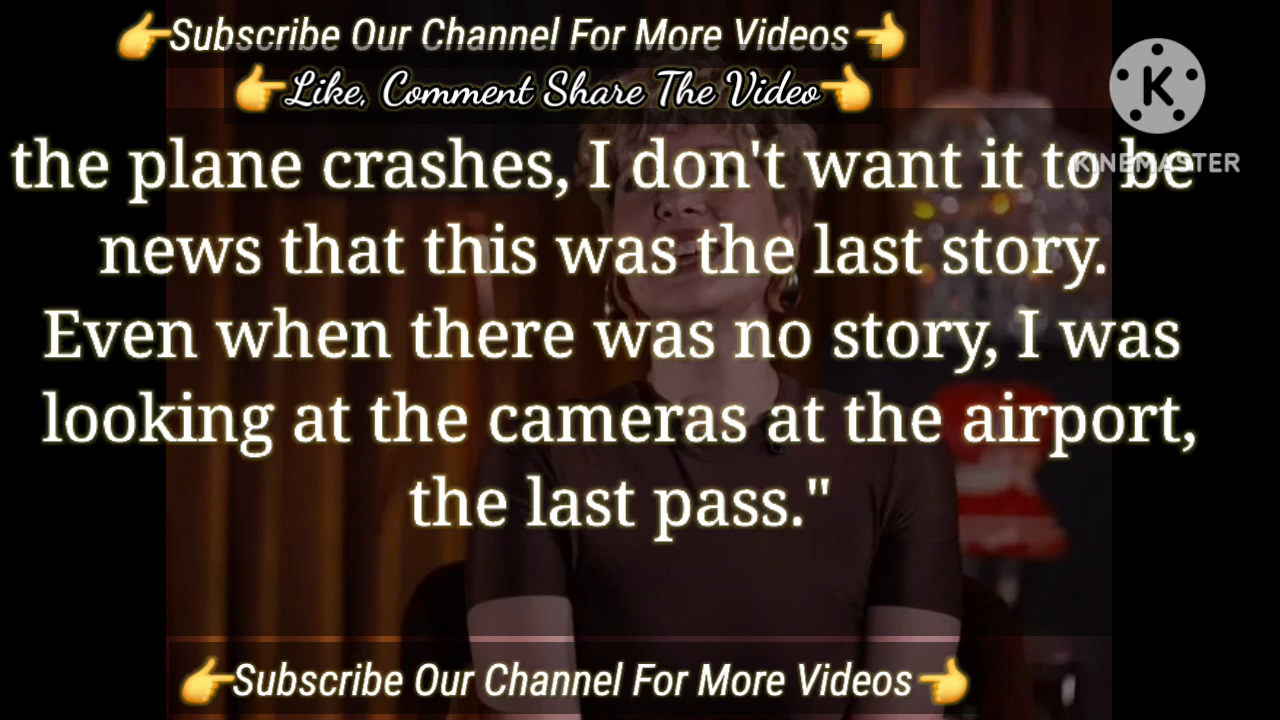 👉Subscribe Our Channel For More Videos👈
👉Like, Comment Share The Video👈
K
KINEMASTER
the plane crashes, I don't want it to be
news that this was the last story.
Even when there was no story, I was
looking at the cameras at the airport,
the last pass."
👉Subscribe Our Channel For More Videos👈